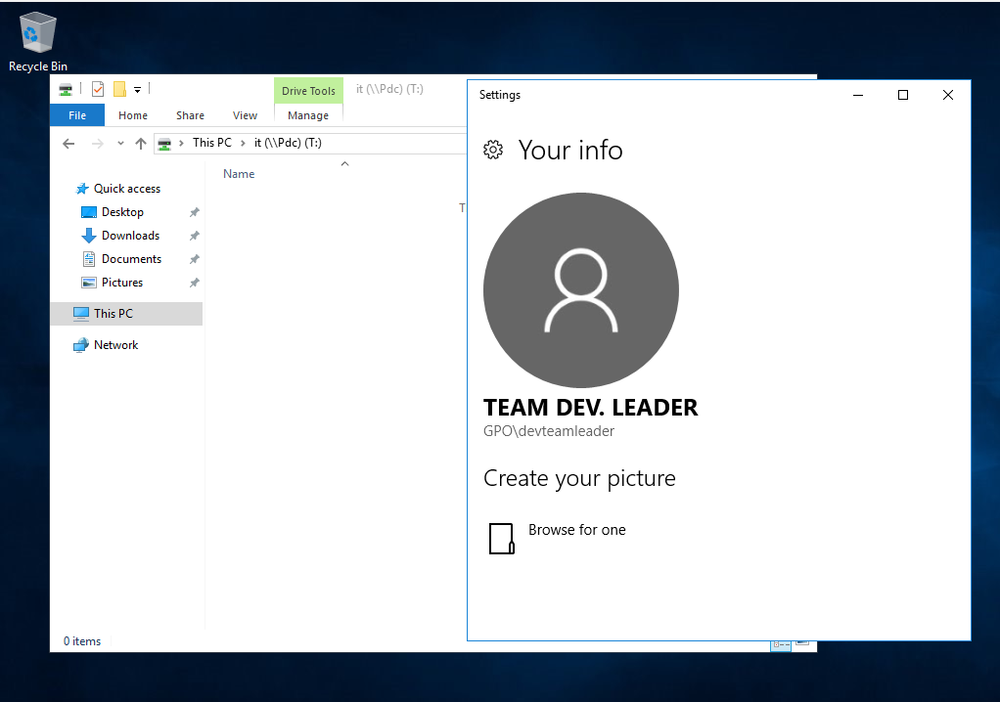 Recycle Bin
Drive Tools
it (\\Pdc) (T:)
File
Home
Share
View
Manage
This PC
it (\\Pdc) (T:)
Name
T
Quick access
Desktop
Downloads
Documents
Pictures
This PC
Network
0 items
Settings
Your info
TEAM DEV. LEADER
GPO\devteamleader
Create your picture
Browse for one